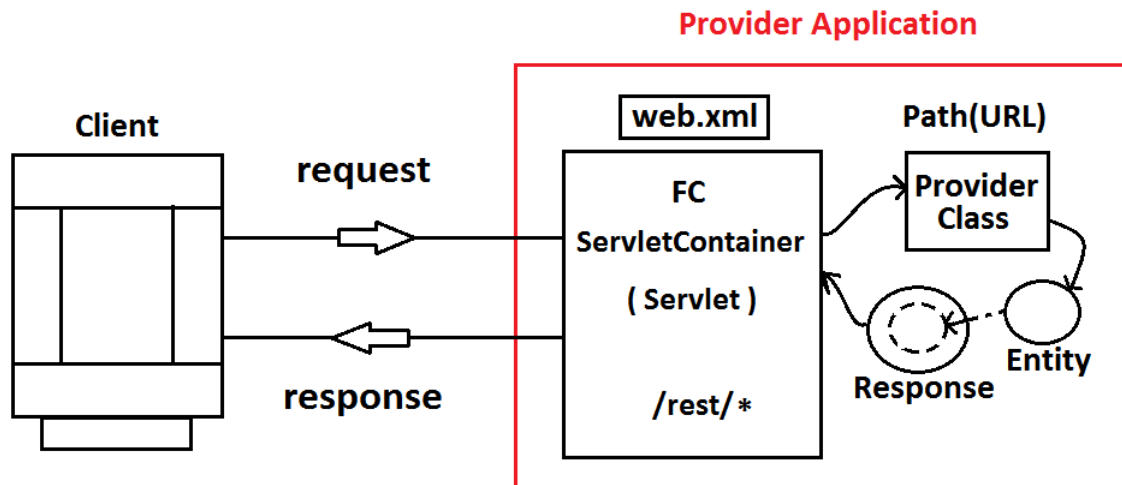 Provider Application
Client
request
response
web.xml
FC
ServletContainer
( Servlet )
/rest/*
Path(URL)
Provider
Class
Entity
Response